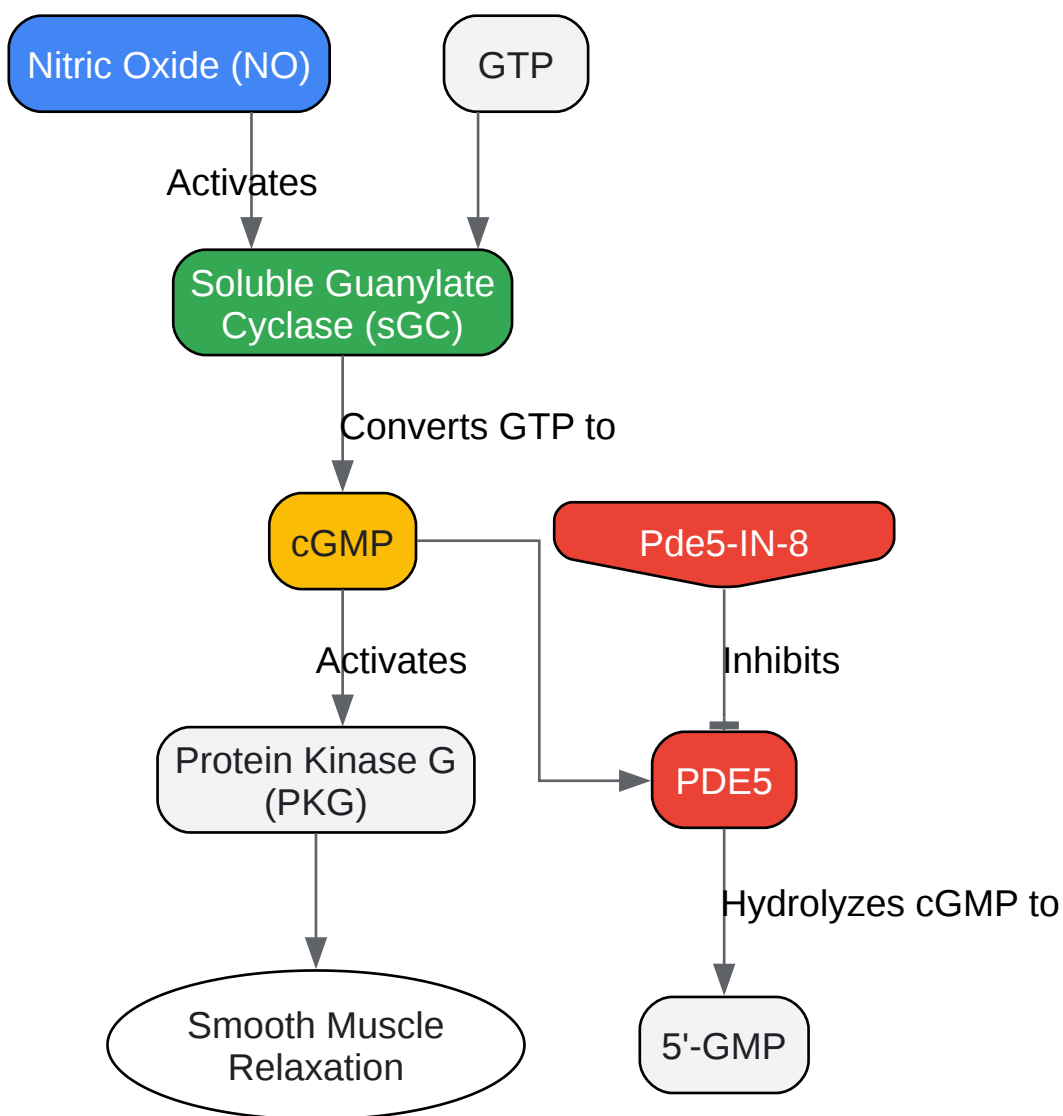 Nitric Oxide (NO)
GTP
Activates
Soluble Guanylate
Cyclase (sGC)
Converts GTP to
cGMP
Pde5-IN-8
Activates
Inhibits
Protein Kinase G
(PKG)
PDE5
Hydrolyzes cGMP to
Smooth Muscle
Relaxation
5'-GMP